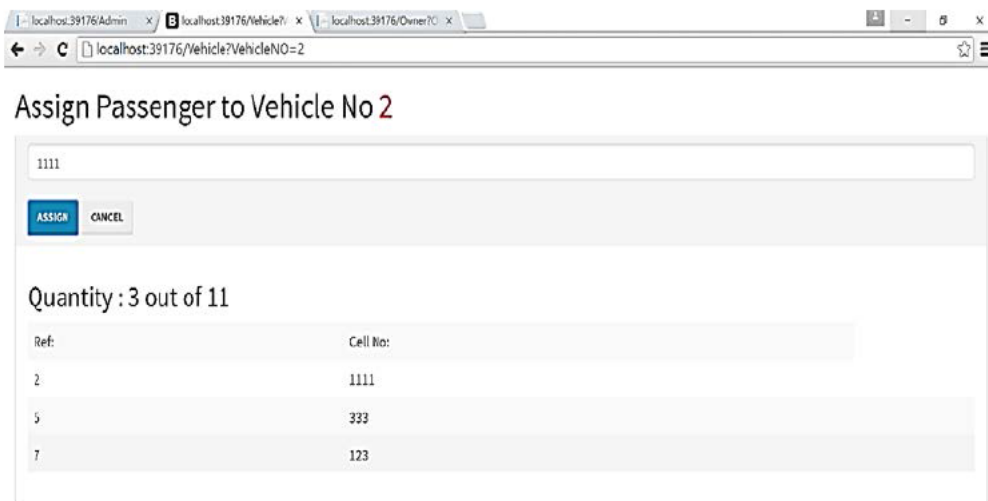 localhost:39176/Admin x localhost:39176/Vehicle?\ x localhost:39176/Owner?O x
localhost:39176/Vehicle?VehicleNO=2
Assign Passenger to Vehicle No 2
1111
ASSIGN CANCEL
Quantity : 3 out of 11
Ref: Cell No:
2 1111
5 333
7 123